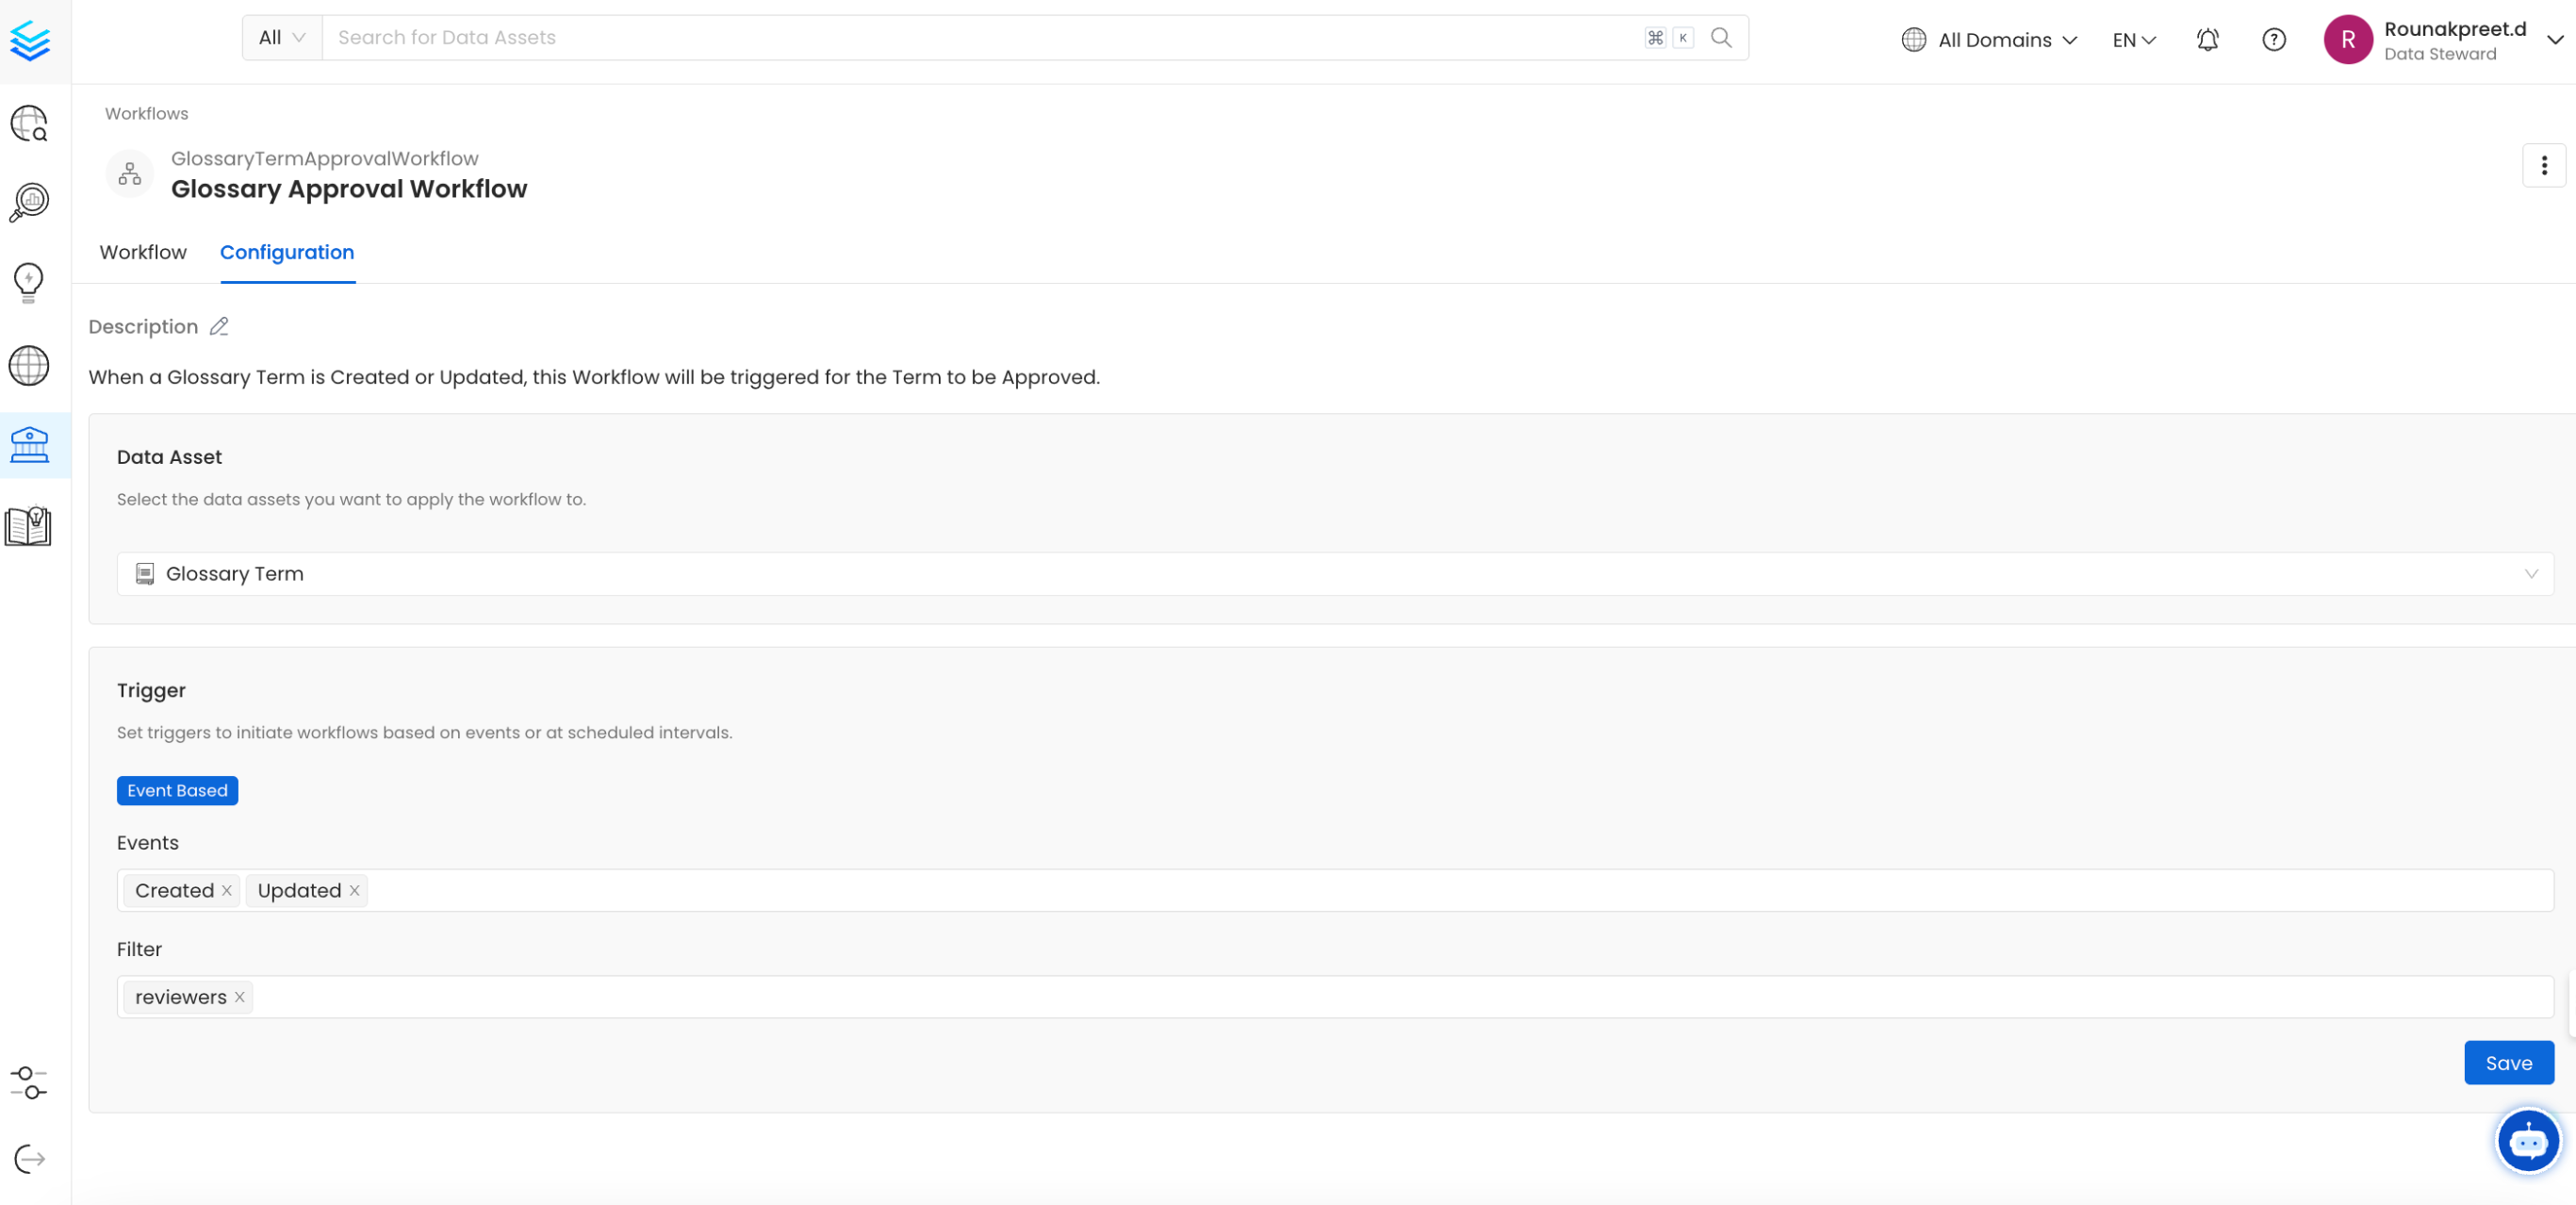 All
Search for Data Assets
⌘ K
All Domains
EN
R
Rounakpreet.d
Data Steward
Workflows
GlossaryTermApprovalWorkflow
Glossary Approval Workflow
Workflow
Configuration
Description
When a Glossary Term is Created or Updated, this Workflow will be triggered for the Term to be Approved.
Data Asset
Select the data assets you want to apply the workflow to.
Glossary Term
Trigger
Set triggers to initiate workflows based on events or at scheduled intervals.
Event Based
Events
Created
Updated
Filter
reviewers
Save